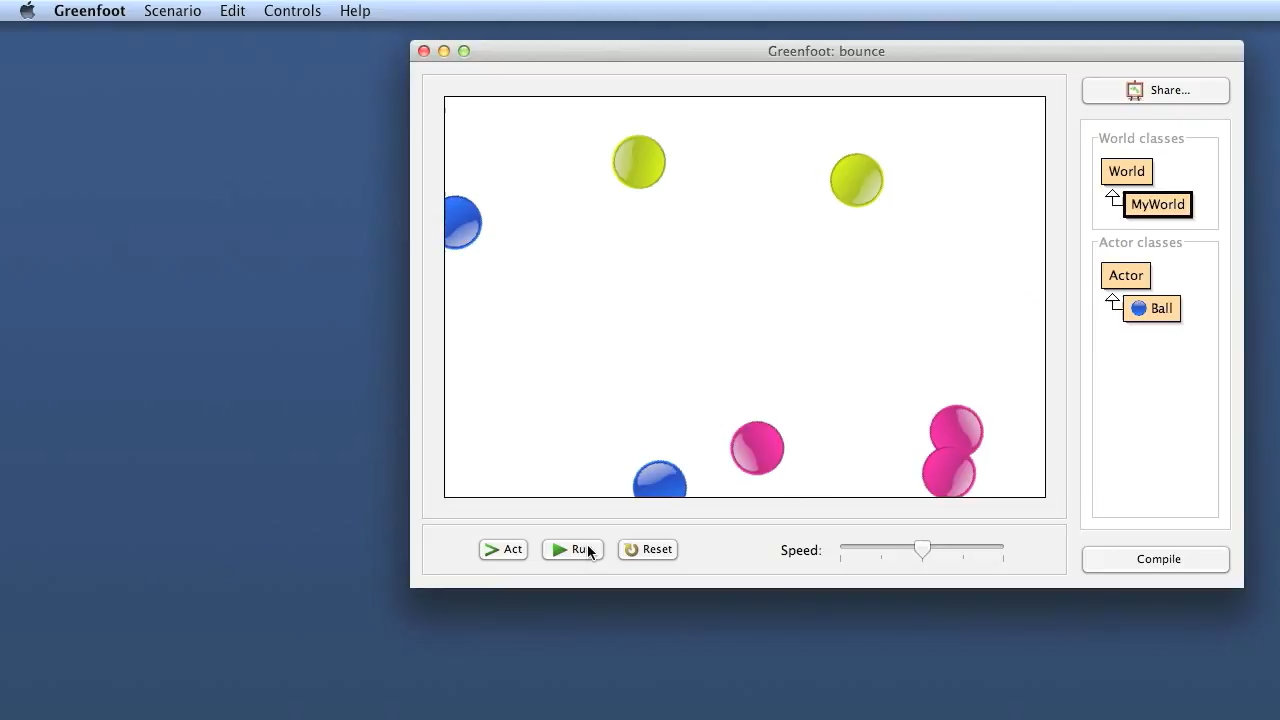 Greenfoot Scenario Edit Controls Help
Greenfoot: bounce
Share...
World classes
World
MyWorld
Actor classes
Actor
Ball
Act Ru Reset Speed:
Compile